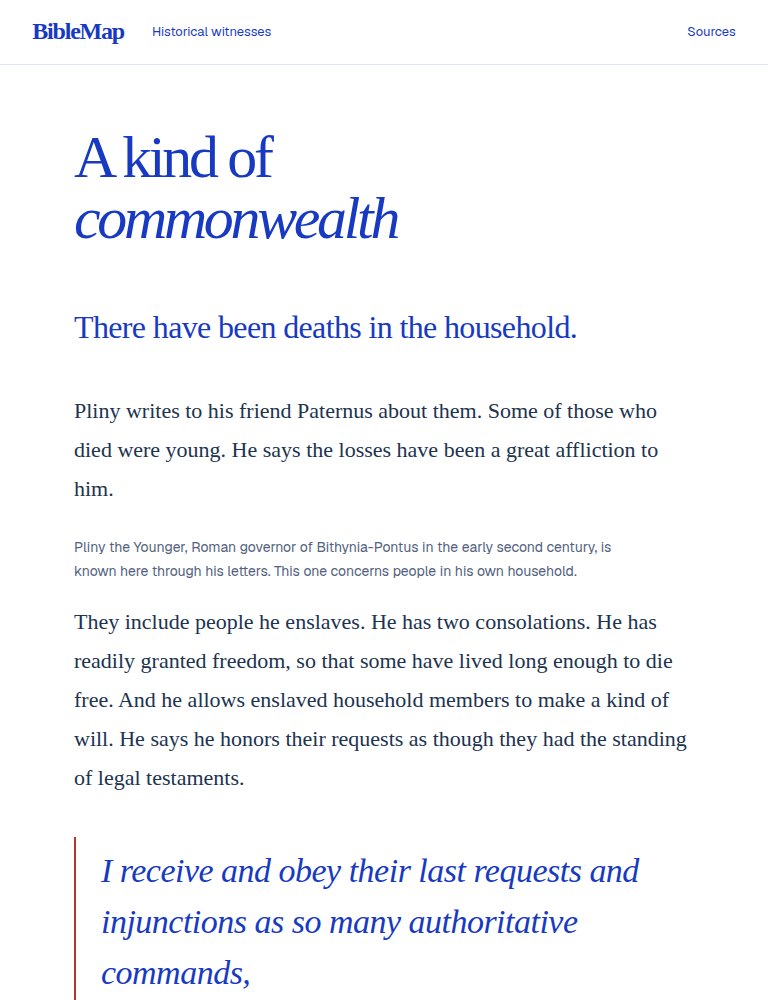 BibleMap
Historical witnesses
Sources
A kind of
commonwealth
There have been deaths in the household.
Pliny writes to his friend Paternus about them. Some of those who
died were young. He says the losses have been a great affliction to
him.
Pliny the Younger, Roman governor of Bithynia-Pontus in the early second century, is
known here through his letters. This one concerns people in his own household.
They include people he enslaves. He has two consolations. He has
readily granted freedom, so that some have lived long enough to die
free. And he allows enslaved household members to make a kind of
will. He says he honors their requests as though they had the standing
of legal testaments.
I receive and obey their last requests and
injunctions as so many authoritative
commands,